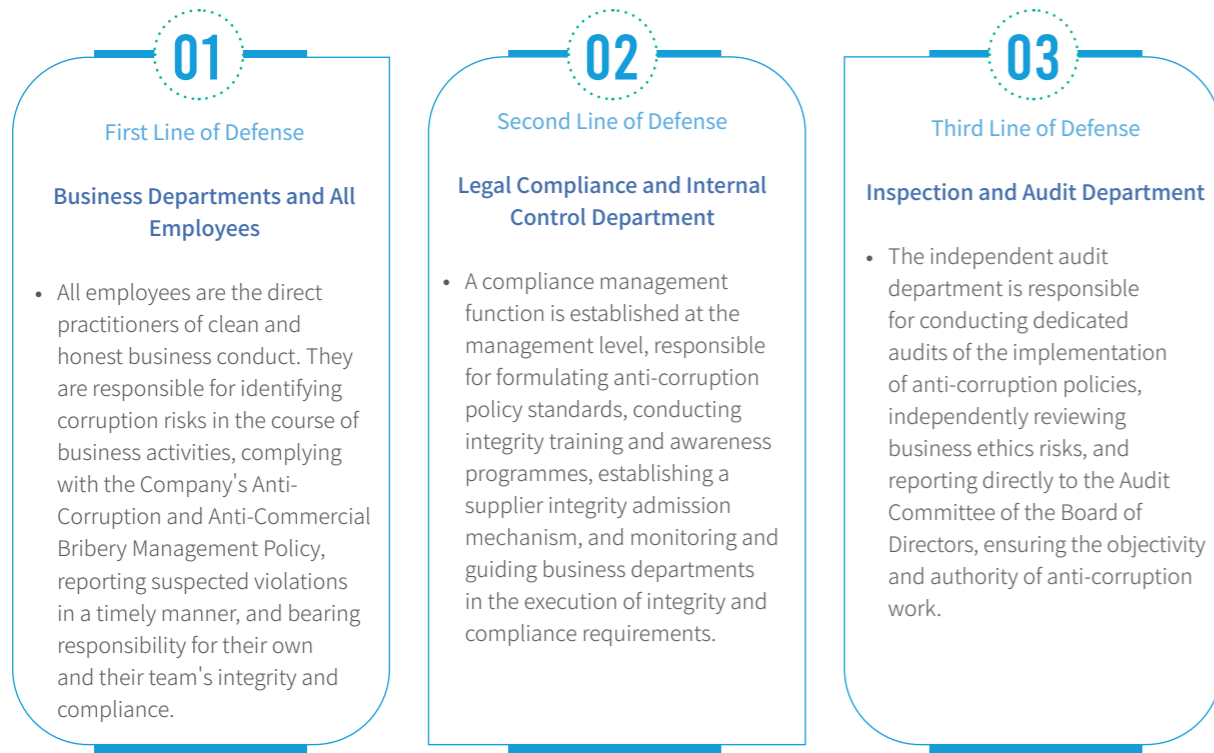 01
First Line of Defense
Business Departments and All
Employees
• All employees are the direct
practitioners of clean and
honest business conduct. They
are responsible for identifying
corruption risks in the course of
business activities, complying
with the Company's Anti-
Corruption and Anti-Commercial
Bribery Management Policy,
reporting suspected violations
in a timely manner, and bearing
responsibility for their own
and their team's integrity and
compliance.
02
Second Line of Defense
Legal Compliance and Internal
Control Department
• A compliance management
function is established at the
management level, responsible
for formulating anti-corruption
policy standards, conducting
integrity training and awareness
programmes, establishing a
supplier integrity admission
mechanism, and monitoring and
guiding business departments
in the execution of integrity and
compliance requirements.
03
Third Line of Defense
Inspection and Audit Department
• The independent audit
department is responsible
for conducting dedicated
audits of the implementation
of anti-corruption policies,
independently reviewing
business ethics risks, and
reporting directly to the Audit
Committee of the Board of
Directors, ensuring the objectivity
and authority of anti-corruption
work.